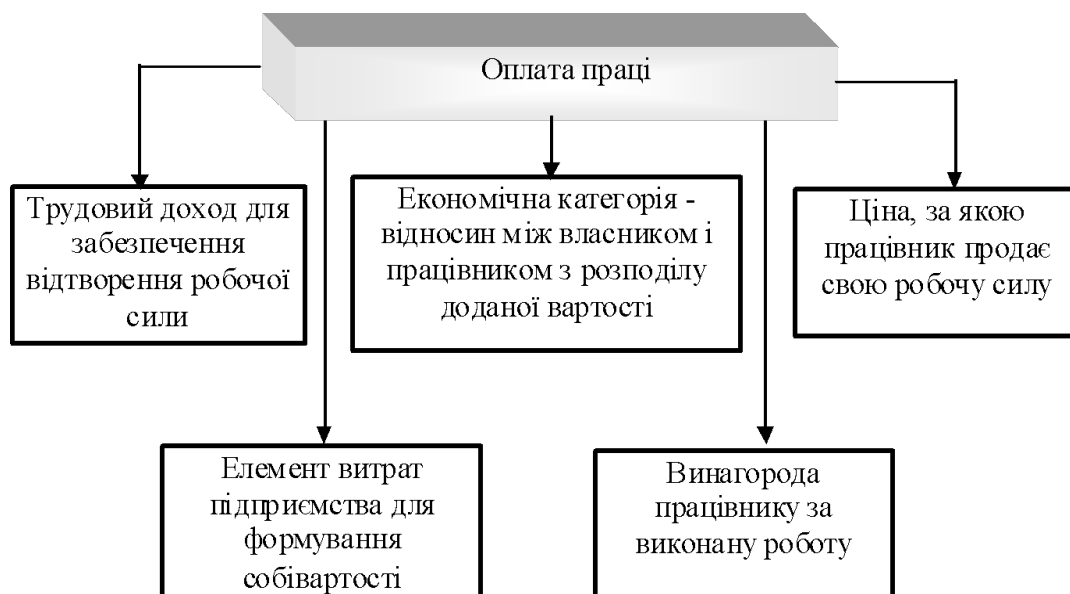 Оплата праці
Трудовий доход для
забезпечення
відтворення робочої
сили
Економічна категорія -
відносин між власником і
працівником з розподілу
доданої вартості
Ціна, за якою
працівник продає
свою робочу силу
Елемент витрат
підприємства для
формування
собівартості
Винагорода
працівнику за
виконану роботу